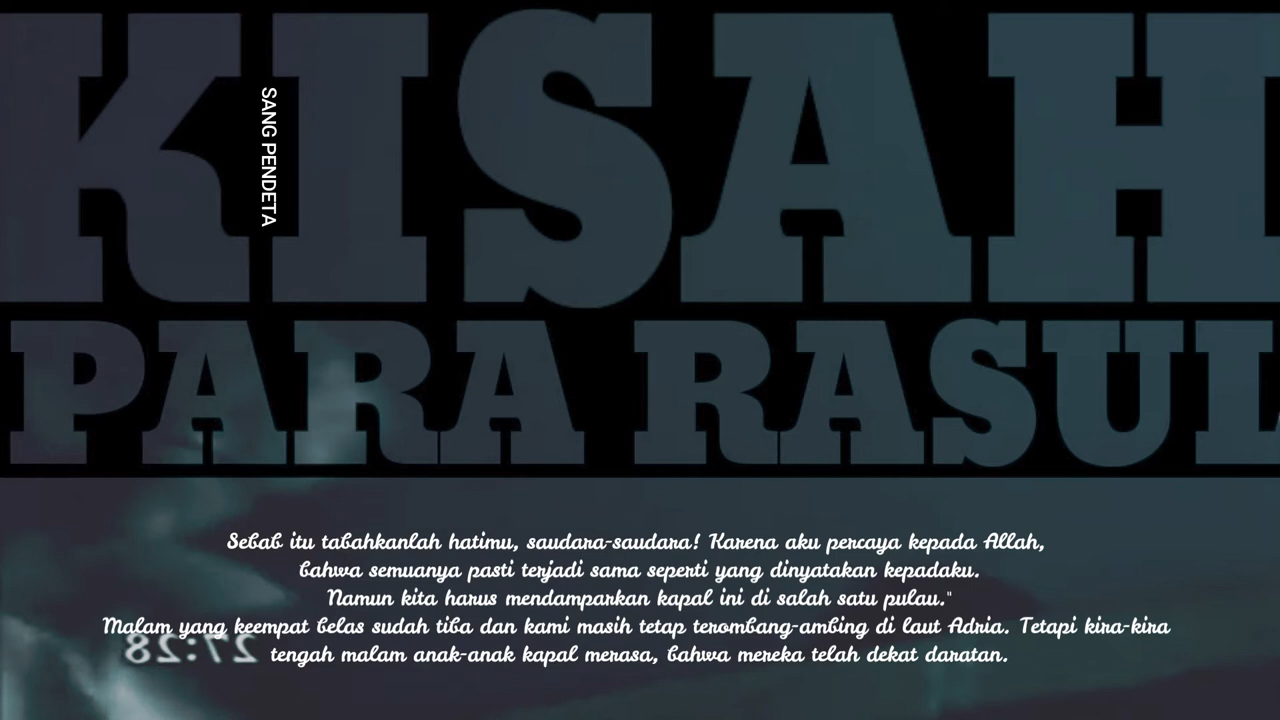 KISAH
SANG PENDETA
PARA RASUL
Sebab itu tabahkanlah hatimu, saudara-saudara! Karena aku percaya kepada Allah,
bahwa semuanya pasti terjadi sama seperti yang dinyatakan kepadaku.
Namun kita harus mendamparkan kapal ini di salah satu pulau."
Malam yang keempat belas sudah tiba dan kami masih tetap terombang-ambing di laut Adria. Tetapi kira-kira
tengah malam anak-anak kapal merasa, bahwa mereka telah dekat daratan.
27:28